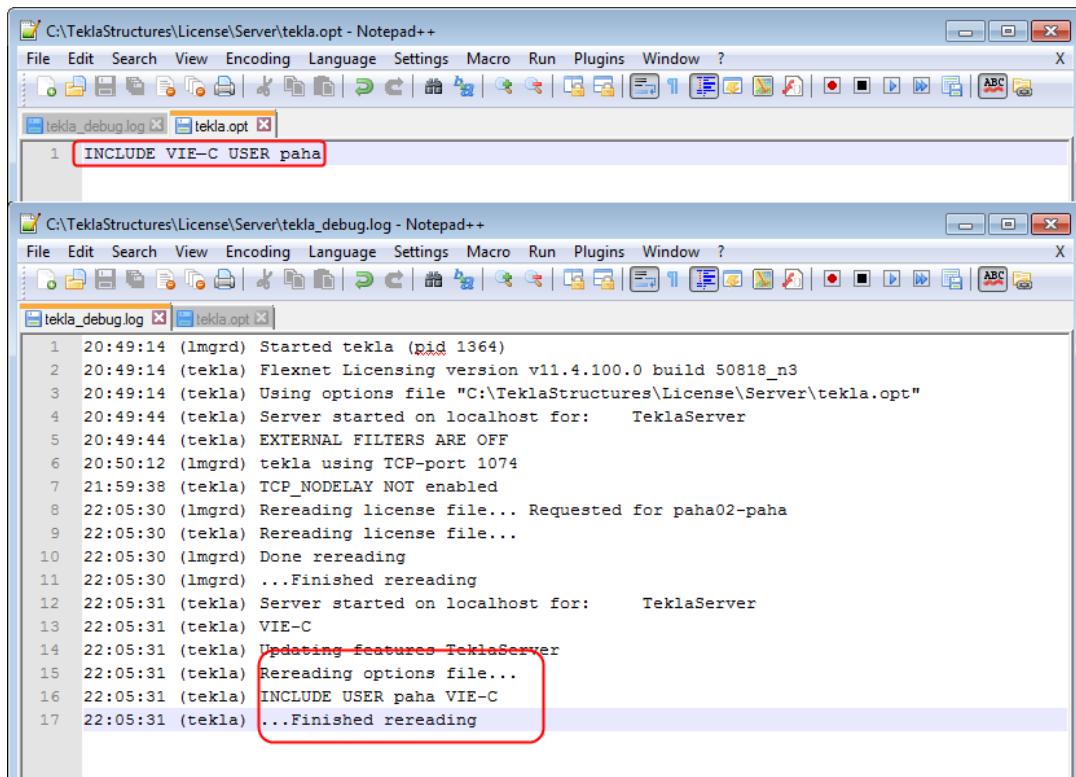 C:\TeklaStructures\License\Server\tekla.opt - Notepad++
File Edit Search View Encoding Language Settings Macro Run Plugins Window ? X
ABC
tekla_debug.log tekla.opt
1 INCLUDE VIE-C USER paha
C:\TeklaStructures\License\Server\tekla_debug.log - Notepad++
File Edit Search View Encoding Language Settings Macro Run Plugins Window ? X
ABC
tekla_debug.log tekla.opt
1 20:49:14 (lmgrd) Started tekla (pid 1364)
2 20:49:14 (tekla) Flexnet Licensing version v11.4.100.0 build 50818_n3
3 20:49:14 (tekla) Using options file "C:\TeklaStructures\License\Server\tekla.opt"
4 20:49:44 (tekla) Server started on localhost for: TeklaServer
5 20:49:44 (tekla) EXTERNAL FILTERS ARE OFF
6 20:50:12 (lmgrd) tekla using TCP-port 1074
7 21:59:38 (tekla) TCP_NODELAY NOT enabled
8 22:05:30 (lmgrd) Rereading license file... Requested for paha02-paha
9 22:05:30 (tekla) Rereading license file...
10 22:05:30 (lmgrd) Done rereading
11 22:05:30 (lmgrd) ...Finished rereading
12 22:05:31 (tekla) Server started on localhost for: TeklaServer
13 22:05:31 (tekla) VIE-C
14 22:05:31 (tekla) Updating features TeklaServer
15 22:05:31 (tekla) Rereading options file...
16 22:05:31 (tekla) INCLUDE USER paha VIE-C
17 22:05:31 (tekla) ...Finished rereading